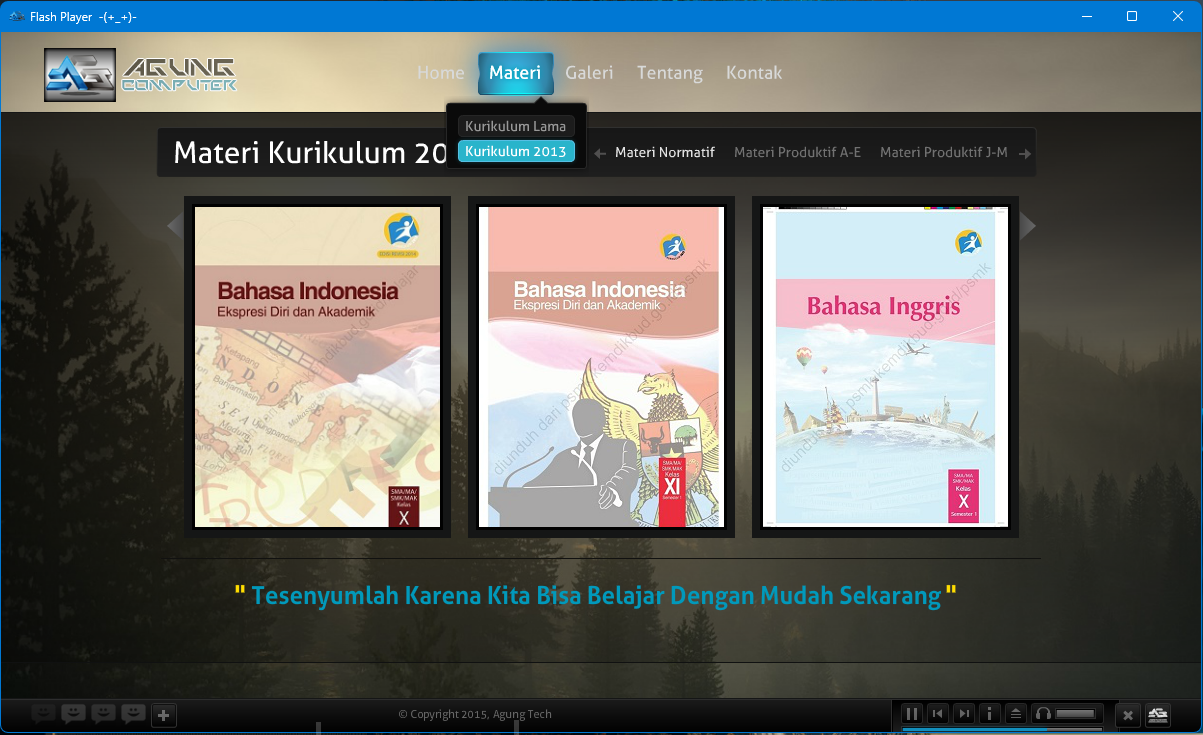 Flash Player -(+_+)-
AGUNG
COMPUTER
Home Materi Galeri Tentang Kontak
Kurikulum Lama
Kurikulum 2013
Materi Kurikulum 20
Materi Normatif Materi Produktif A-E Materi Produktif J-M
Bahasa Indonesia
Ekspresi Diri dan Akademik
SMA/MA/
SMK/MAK
Kelas
X
Bahasa Indonesia
Ekspresi Diri dan Akademik
diunduh dari psmk.kemdikbud.go.id/psmk
SMA/MA/
SMK/MAK
Kelas
XI
Semester 1
Bahasa Inggris
diunduh dari psmk.kemdikbud.go.id/psmk
SMA/MA/
SMK/MAK
Kelas
X
Semester 1
" Tesenyumlah Karena Kita Bisa Belajar Dengan Mudah Sekarang "
© Copyright 2015, Agung Tech